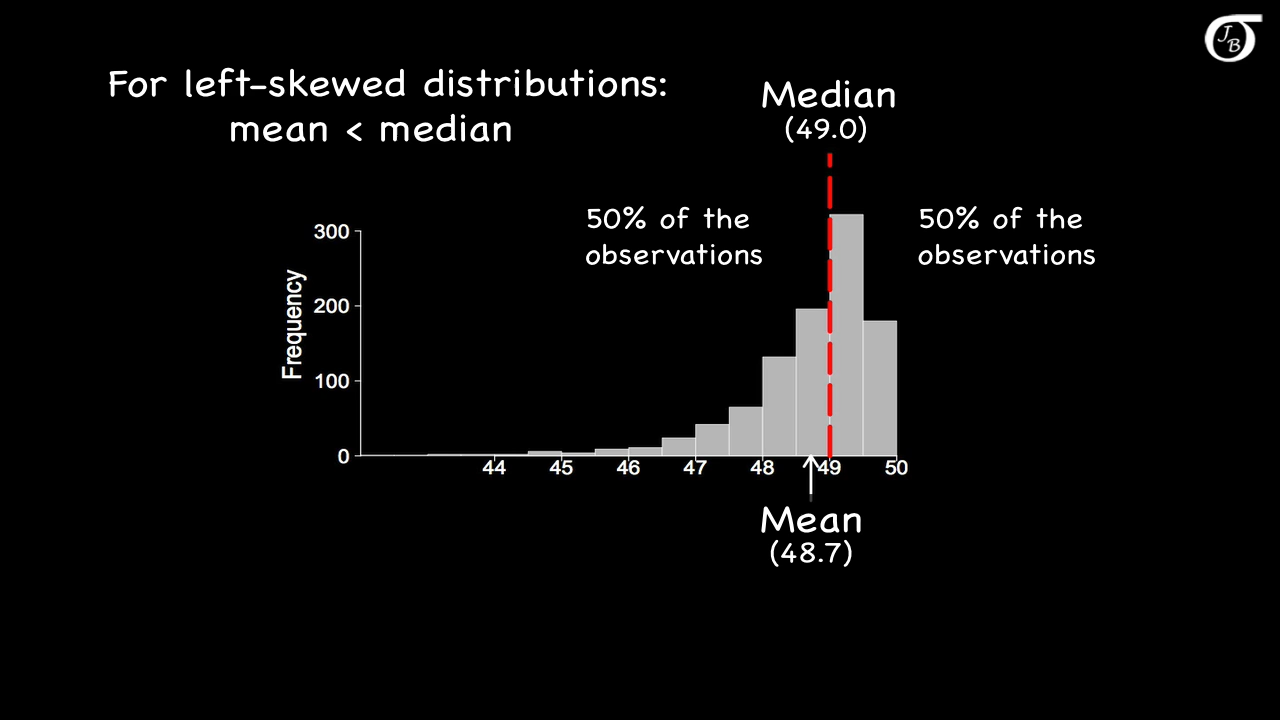 JB
For left-skewed distributions:
mean < median
Median
(49.0)
50% of the
observations
50% of the
observations
Frequency
300
200
100
0
44 45 46 47 48 49 50
Mean
(48.7)